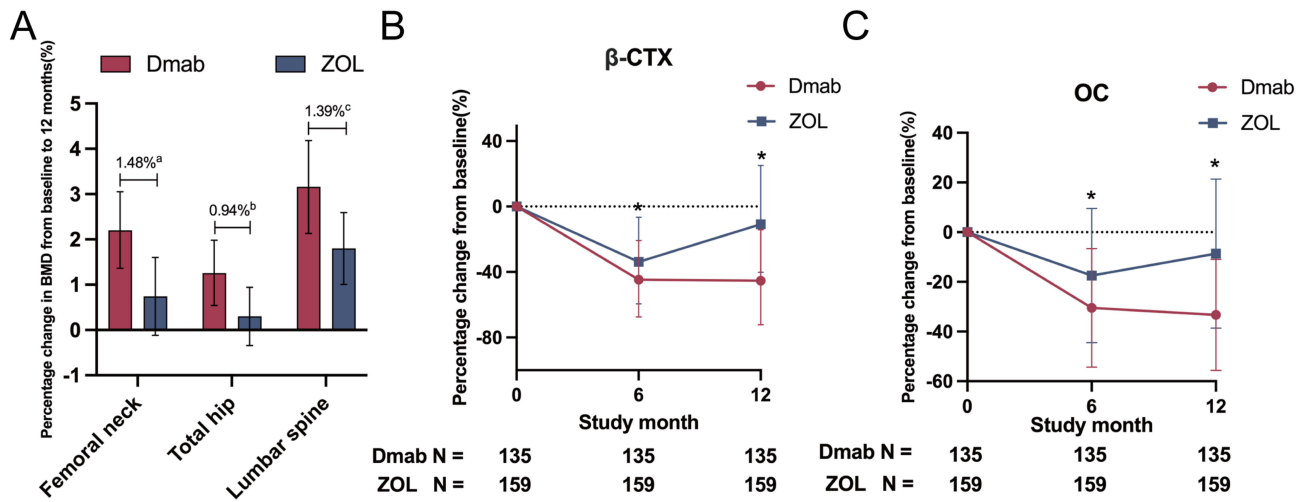 A
Percentage change in BMD from baseline to 12 months(%)
Dmab
ZOL
5
4
3
2
1
0
-1
1.48%ᵃ
0.94%ᵇ
1.39%ᶜ
Femoral neck
Total hip
Lumbar spine
B
β-CTX
Dmab
ZOL
Percentage change from baseline(%)
40
0
-40
-80
*
*
0 6 12
Study month
Dmab N = 135 135 135
ZOL N = 159 159 159
C
OC
Dmab
ZOL
Percentage change from baseline(%)
40
20
0
-20
-40
-60
*
*
0 6 12
Study month
Dmab N = 135 135 135
ZOL N = 159 159 159